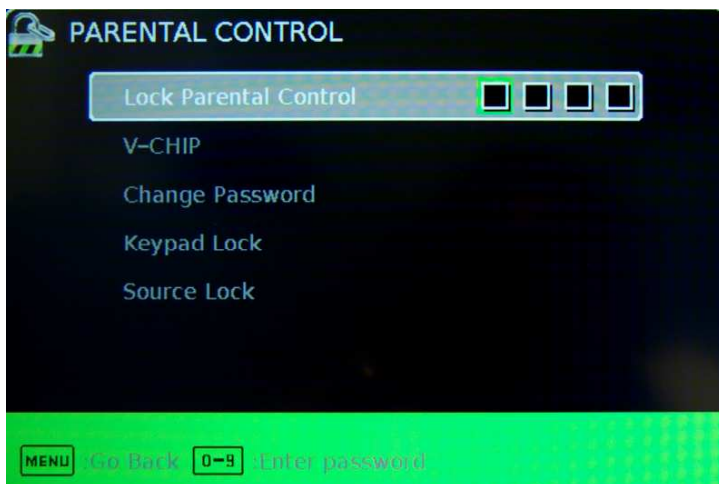 PARENTAL CONTROL
Lock Parental Control
V-CHIP
Change Password
Keypad Lock
Source Lock
MENU :Go Back 0-9 :Enter password